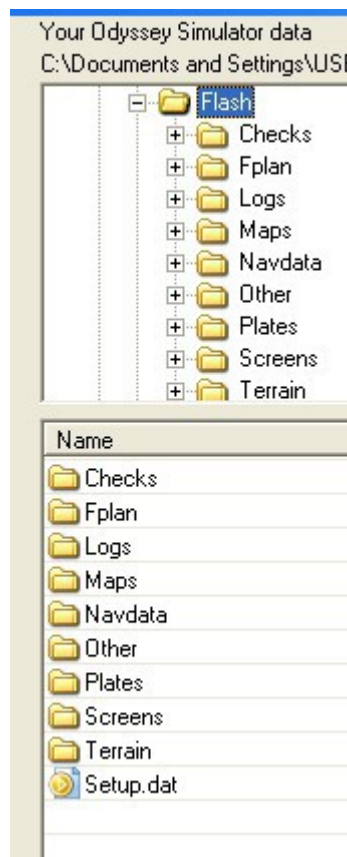 Your Odyssey Simulator data
C:\Documents and Settings\USE
Flash
Checks
Fplan
Logs
Maps
Navdata
Other
Plates
Screens
Terrain
Name
Checks
Fplan
Logs
Maps
Navdata
Other
Plates
Screens
Terrain
Setup.dat